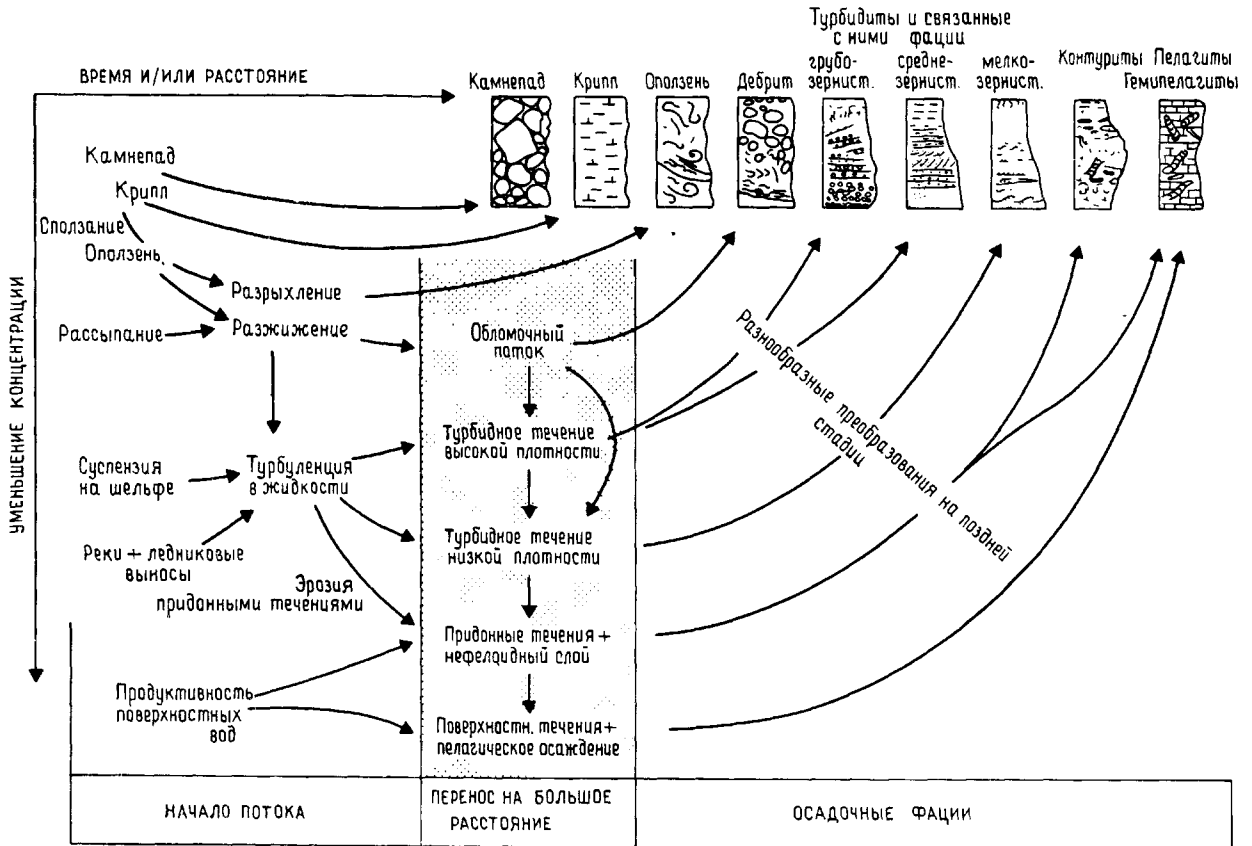 Турбидиты и связанные
с ними фации
ВРЕМЯ И/ИЛИ РАССТОЯНИЕ
Камнепад
Крипп
Оползень
Дебрит
грубо-
зернист.
средне-
зернист.
мелко-
зернист.
Контуриты
Пелагиты
Гемипелагиты
УМЕНЬШЕНИЕ КОНЦЕНТРАЦИИ
Камнепад
Крипп
Сползание
Оползень
Разрыхление
Рассыпание
Разжижение
Обломочный
поток
Турбидное течение
высокой плотности
Суспензия
на шельфе
Турбуленция
в жидкости
Турбидное течение
низкой плотности
Реки + ледниковые
выносы
Эрозия
приданными течениями
Придонные течения +
нефелоидный слой
Продуктивность
поверхностных
вод
Поверхностн. течения +
пелагическое осаждение
Разнообразные преобразования на поздней
стадии
НАЧАЛО ПОТОКА
ПЕРЕНОС НА БОЛЬШОЕ
РАССТОЯНИЕ
ОСАДОЧНЫЕ ФАЦИИ